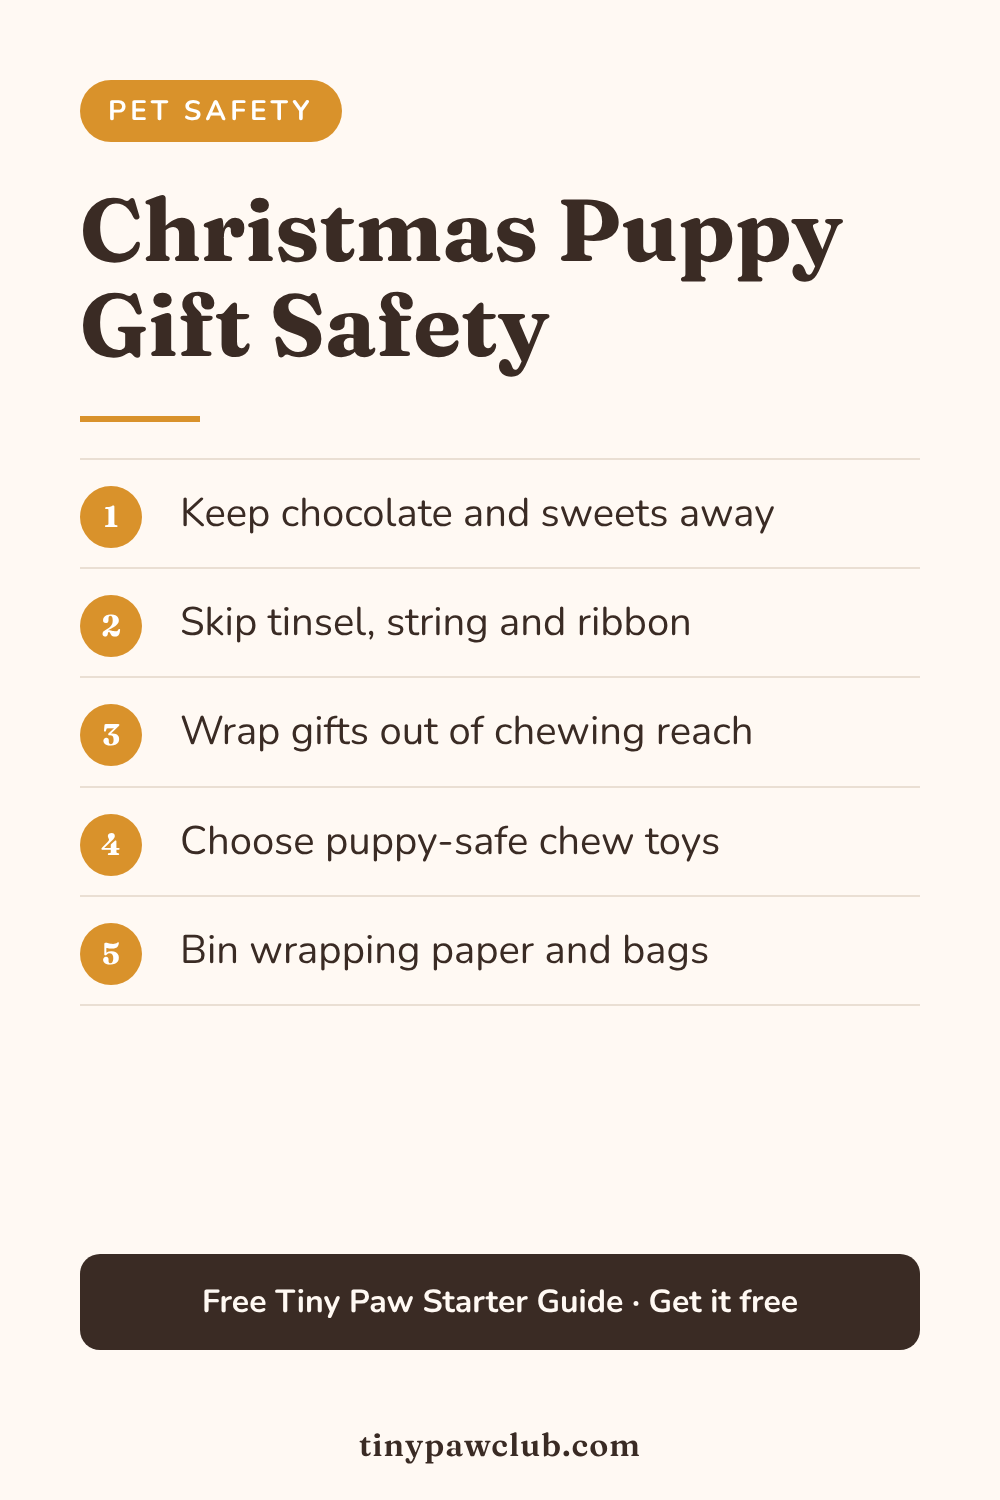 PET SAFETY
Christmas Puppy
Gift Safety
1 Keep chocolate and sweets away
2 Skip tinsel, string and ribbon
3 Wrap gifts out of chewing reach
4 Choose puppy-safe chew toys
5 Bin wrapping paper and bags
Free Tiny Paw Starter Guide · Get it free
tinypawclub.com